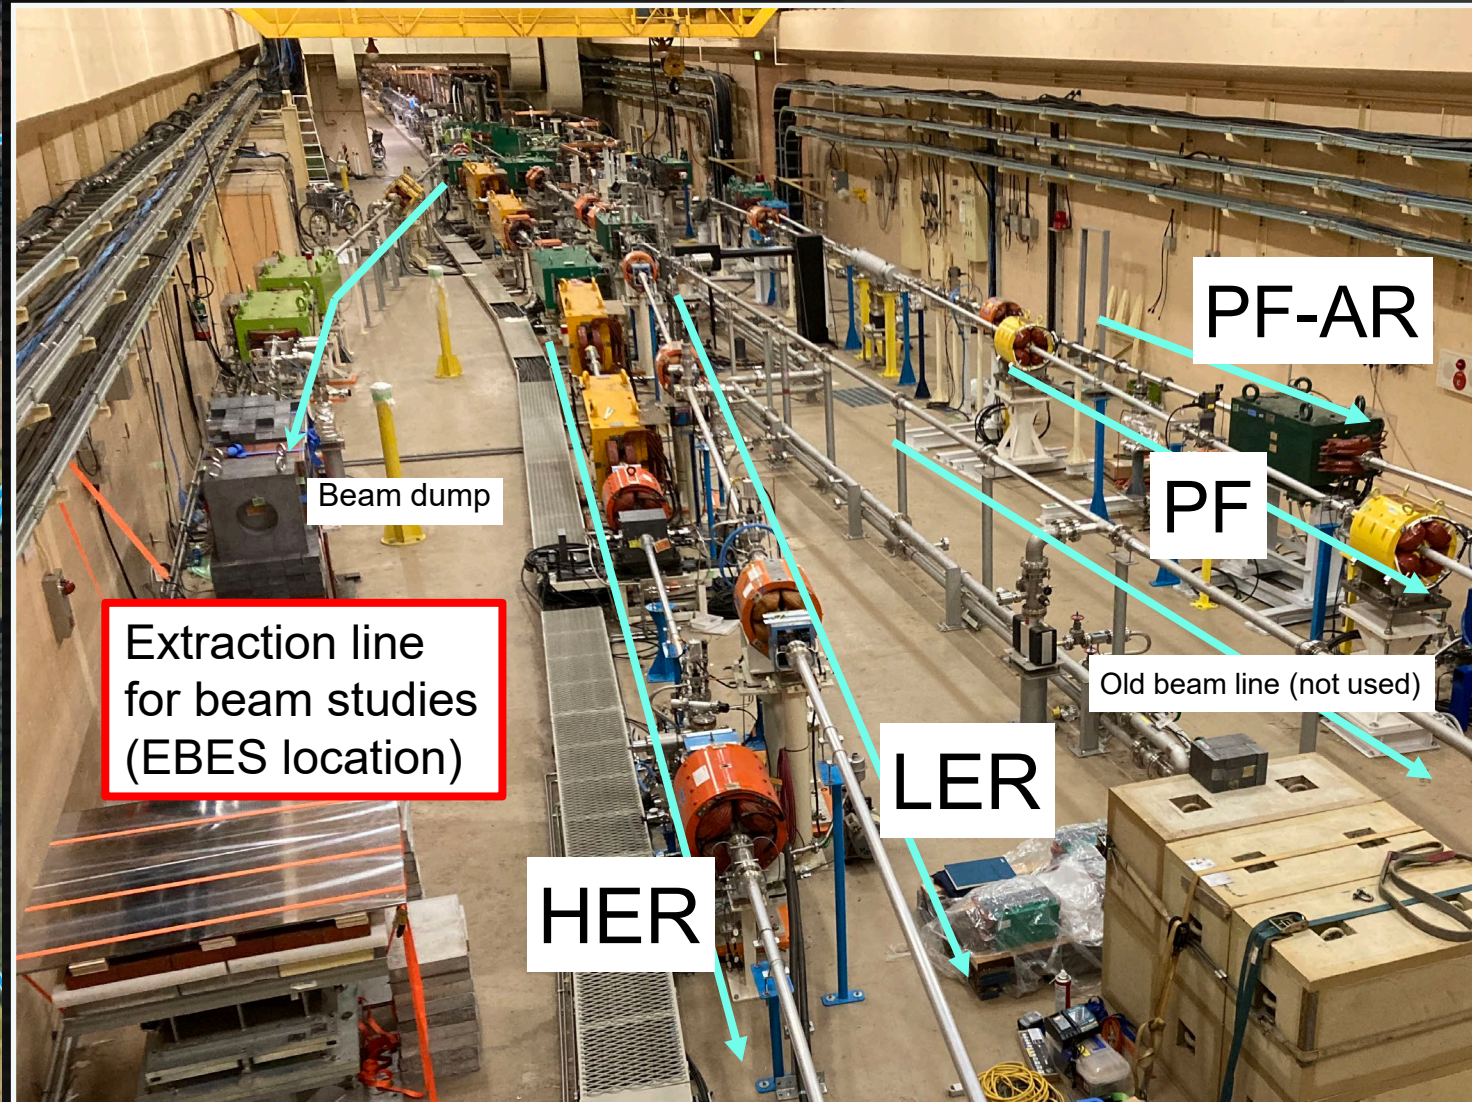 PF-AR
PF
Beam dump
Extraction line
for beam studies
(EBES location)
Old beam line (not used)
LER
HER